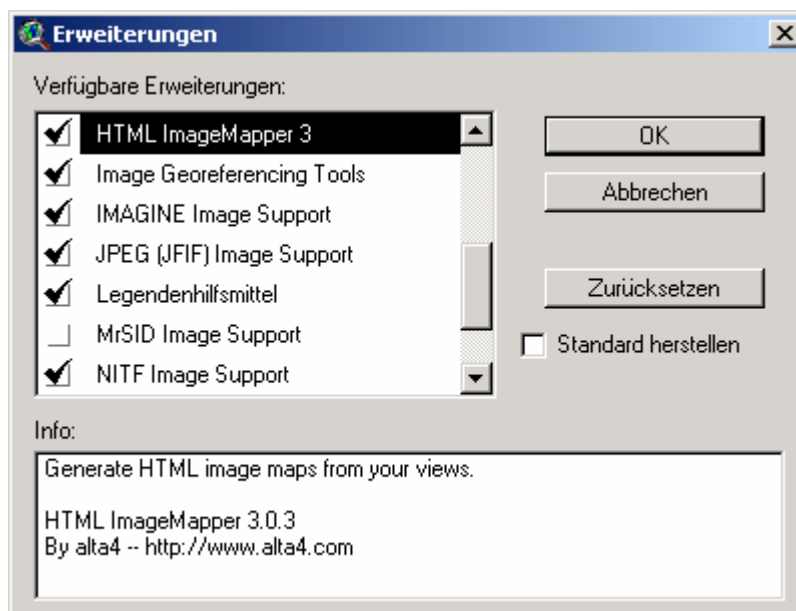 Erweiterungen
Verfügbare Erweiterungen:
HTML ImageMapper 3
Image Georeferencing Tools
IMAGINE Image Support
JPEG (JFIF) Image Support
Legendenhilfsmittel
MrSID Image Support
NITF Image Support
OK
Abbrechen
Zurücksetzen
Standard herstellen
Info:
Generate HTML image maps from your views.
HTML ImageMapper 3.0.3
By alta4 -- http://www.alta4.com